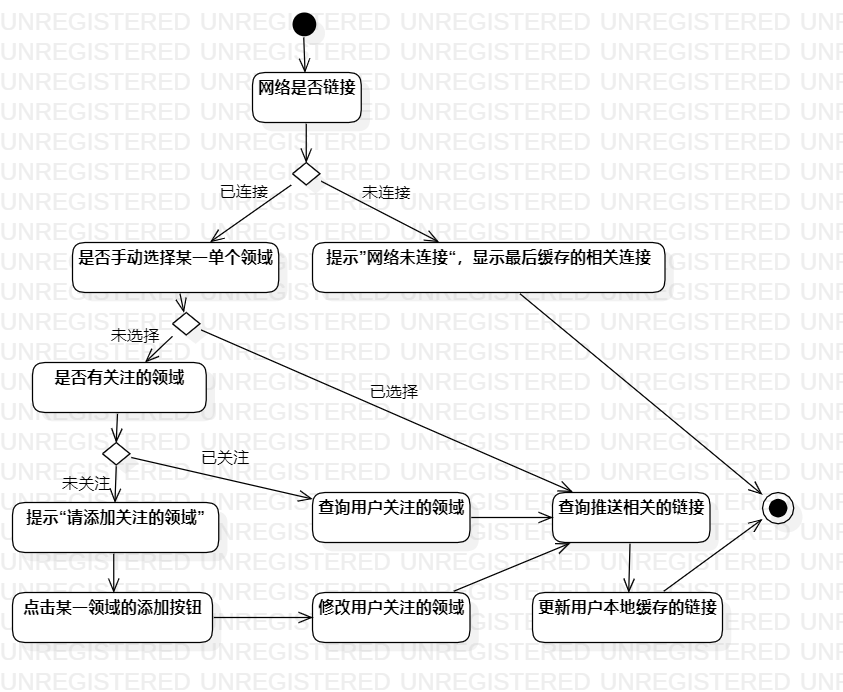 网络是否链接
已连接
未连接
是否手动选择某一单个领域
提示”网络未连接“，显示最后缓存的相关连接
未选择
是否有关注的领域
已选择
已关注
未关注
提示“请添加关注的领域”
查询用户关注的领域
查询推送相关的链接
点击某一领域的添加按钮
修改用户关注的领域
更新用户本地缓存的链接
UNREGISTERED